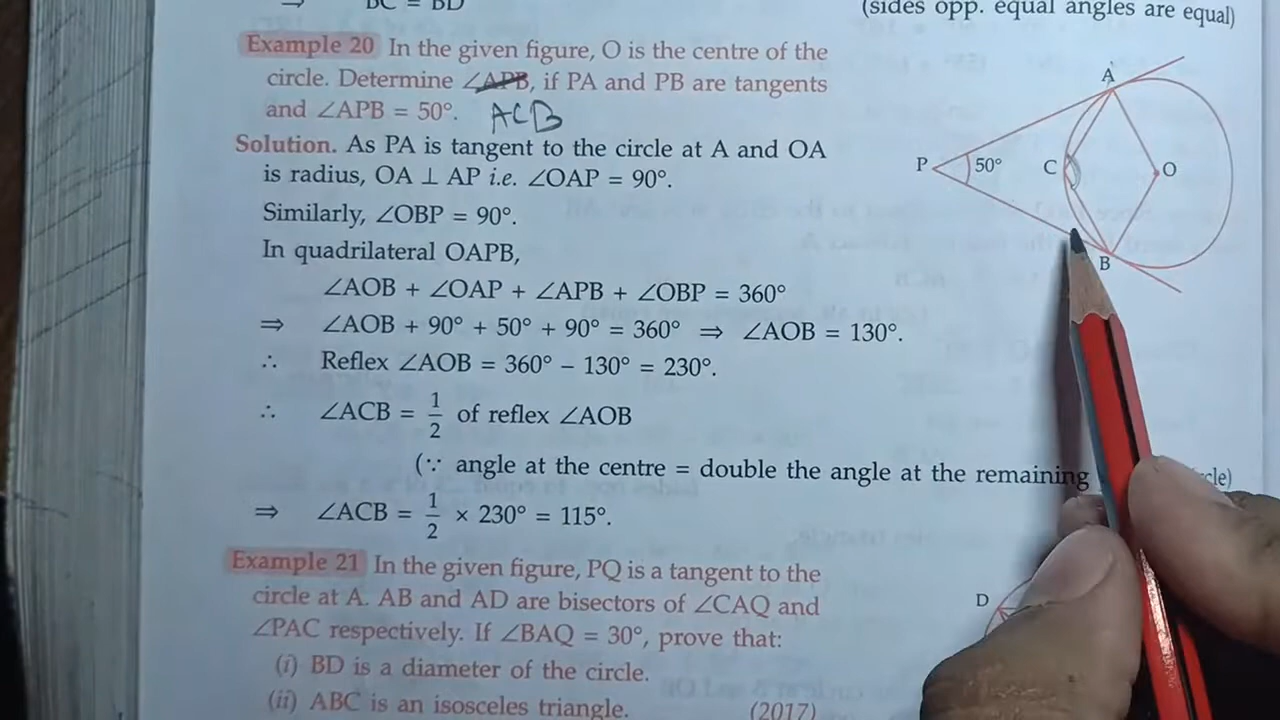 ⇒ BC = BD
(sides opp. equal angles are equal)
Example 20 In the given figure, O is the centre of the
circle. Determine ∠APB, if PA and PB are tangents
and ∠APB = 50°. ACB
Solution. As PA is tangent to the circle at A and OA
is radius, OA ⊥ AP i.e. ∠OAP = 90°.
Similarly, ∠OBP = 90°.
In quadrilateral OAPB,
∠AOB + ∠OAP + ∠APB + ∠OBP = 360°
⇒ ∠AOB + 90° + 50° + 90° = 360° ⇒ ∠AOB = 130°.
∴ Reflex ∠AOB = 360° − 130° = 230°.
∴ ∠ACB = 1/2 of reflex ∠AOB
(∵ angle at the centre = double the angle at the remaining cle)
⇒ ∠ACB = 1/2 × 230° = 115°.
A
P 50° C O
B
Example 21 In the given figure, PQ is a tangent to the
circle at A. AB and AD are bisectors of ∠CAQ and
∠PAC respectively. If ∠BAQ = 30°, prove that:
(i) BD is a diameter of the circle.
(ii) ABC is an isosceles triangle. (2017)
D